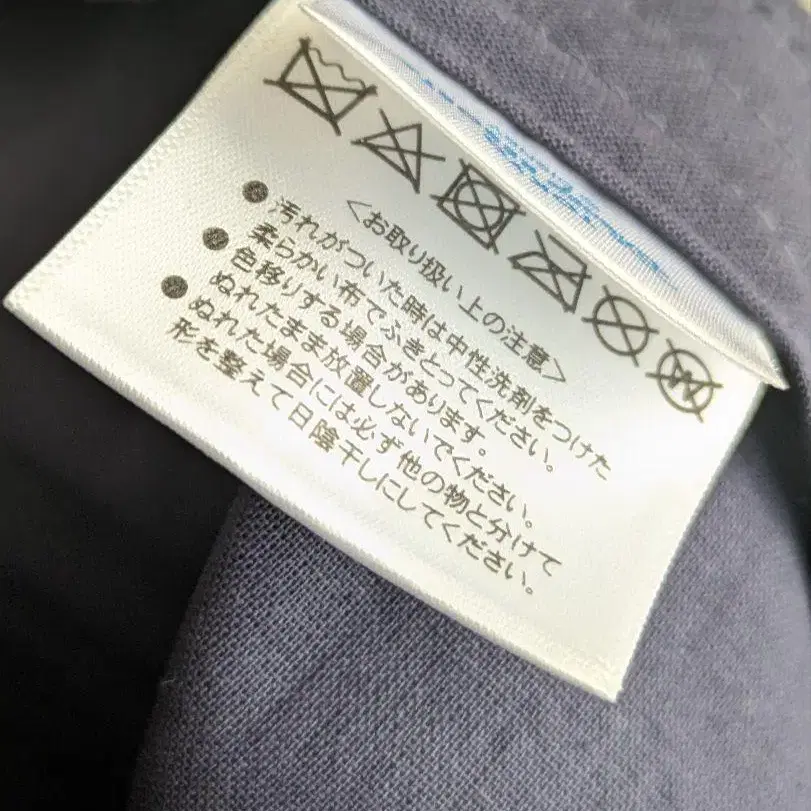 〈お取り扱い上の注意〉
●汚れがついた時は中性洗剤をつけた
柔らかい布でふきとってください。
●色移りする場合があります。
ぬれたまま放置しないでください。
●ぬれた場合には必ず他の物と分けて
形を整えて日陰干しにしてください。